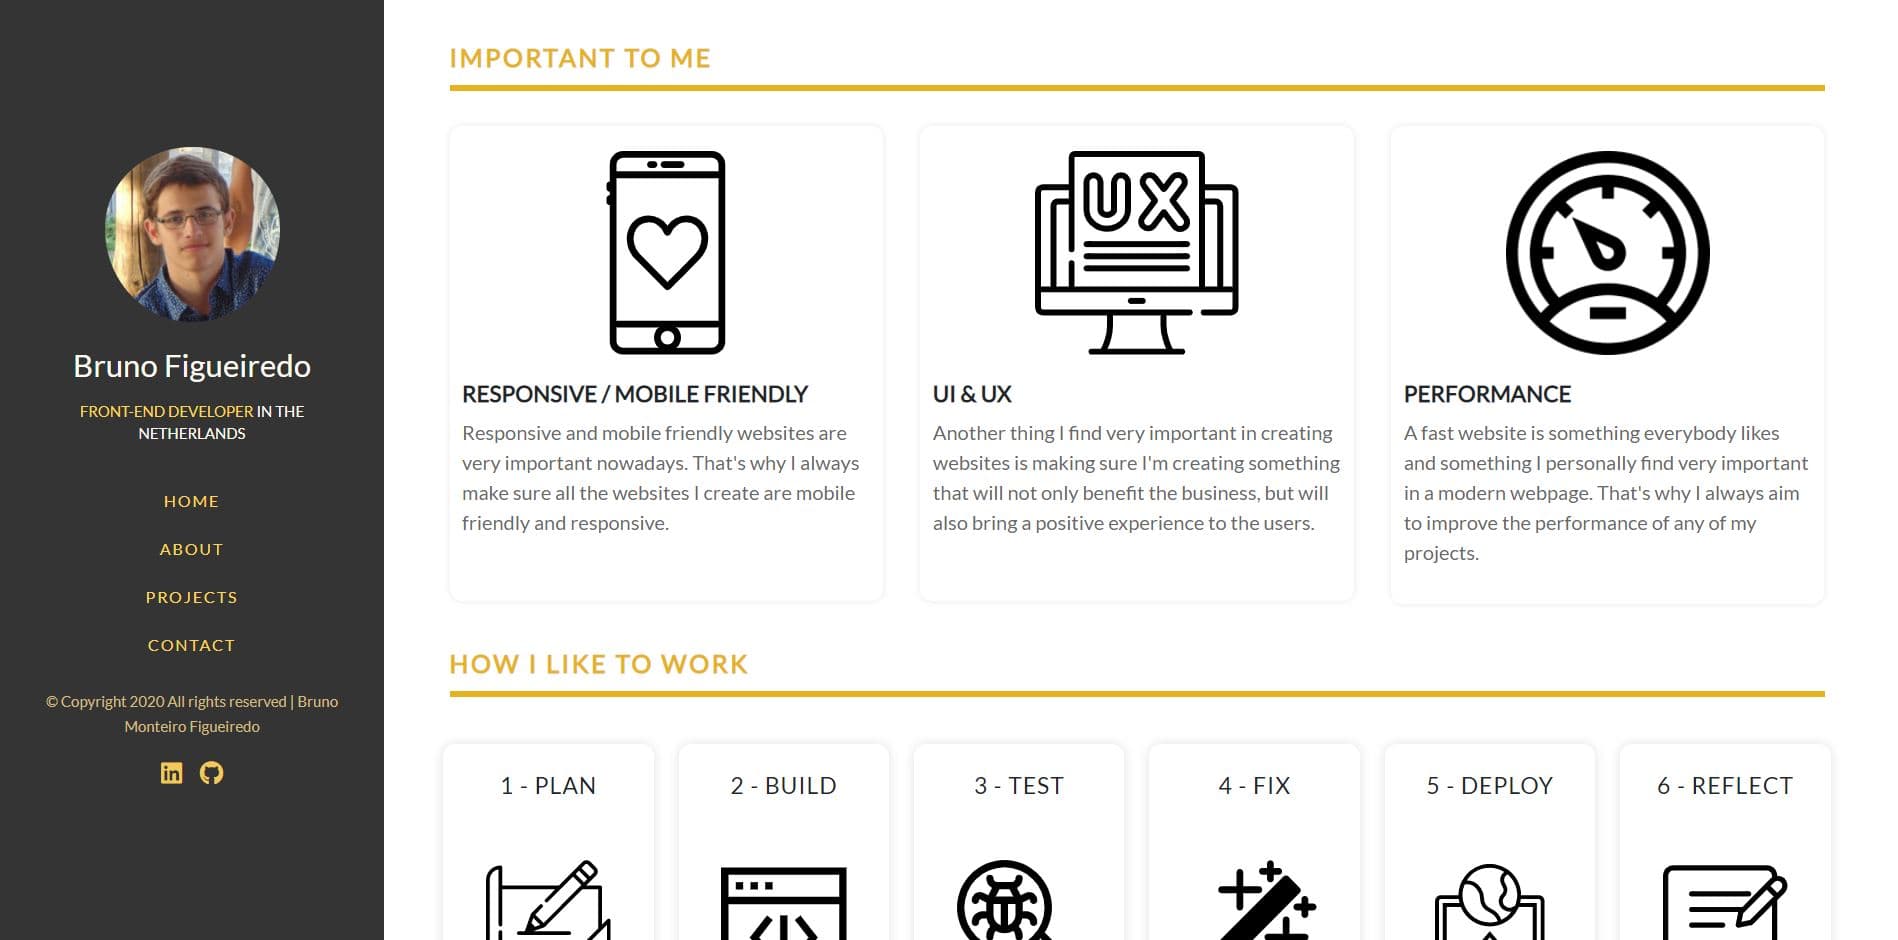 Bruno Figueiredo
FRONT-END DEVELOPER IN THE
NETHERLANDS
HOME
ABOUT
PROJECTS
CONTACT
© Copyright 2020 All rights reserved | Bruno
Monteiro Figueiredo
in
IMPORTANT TO ME
RESPONSIVE / MOBILE FRIENDLY
Responsive and mobile friendly websites are
very important nowadays. That's why I always
make sure all the websites I create are mobile
friendly and responsive.
UX
UI & UX
Another thing I find very important in creating
websites is making sure I'm creating something
that will not only benefit the business, but will
also bring a positive experience to the users.
PERFORMANCE
A fast website is something everybody likes
and something I personally find very important
in a modern webpage. That's why I always aim
to improve the performance of any of my
projects.
HOW I LIKE TO WORK
1 - PLAN
2 - BUILD
3 - TEST
4 - FIX
5 - DEPLOY
6 - REFLECT